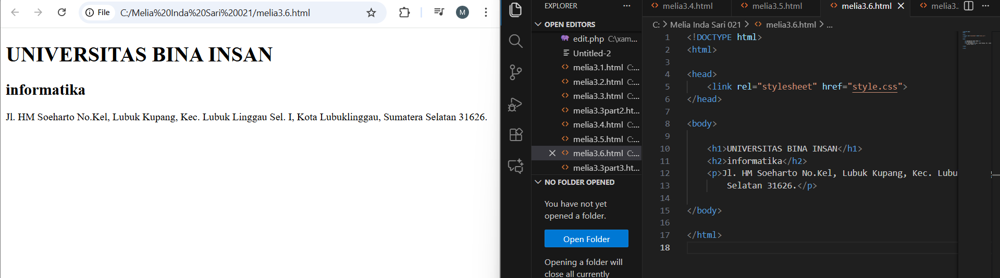 File C:/Melia%20Inda%20Sari%20021/melia3.6.html M
UNIVERSITAS BINA INSAN
informatika
Jl. HM Soeharto No.Kel, Lubuk Kupang, Kec. Lubuk Linggau Sel. I, Kota Lubuklinggau, Sumatera Selatan 31626.
EXPLORER
OPEN EDITORS
edit.php C:\xam...
Untitled-2
melia3.1.html C:...
melia3.2.html C:...
melia3.3.html C:...
melia3.3part2.ht...
melia3.4.html C:...
melia3.5.html C:...
melia3.6.html C:...
melia3.3part3.ht...
NO FOLDER OPENED
You have not yet
opened a folder.
Open Folder
Opening a folder will
close all currently
melia3.4.html melia3.5.html melia3.6.html melia3..
C: > Melia Inda Sari 021 > melia3.6.html > ...
1 <!DOCTYPE html>
2 <html>
3
4 <head>
5 <link rel="stylesheet" href="style.css">
6 </head>
7
8 <body>
9
10 <h1>UNIVERSITAS BINA INSAN</h1>
11 <h2>informatika</h2>
12 <p>Jl. HM Soeharto No.Kel, Lubuk Kupang, Kec. Lubu
13 Selatan 31626.</p>
14
15 </body>
16
17 </html>
18